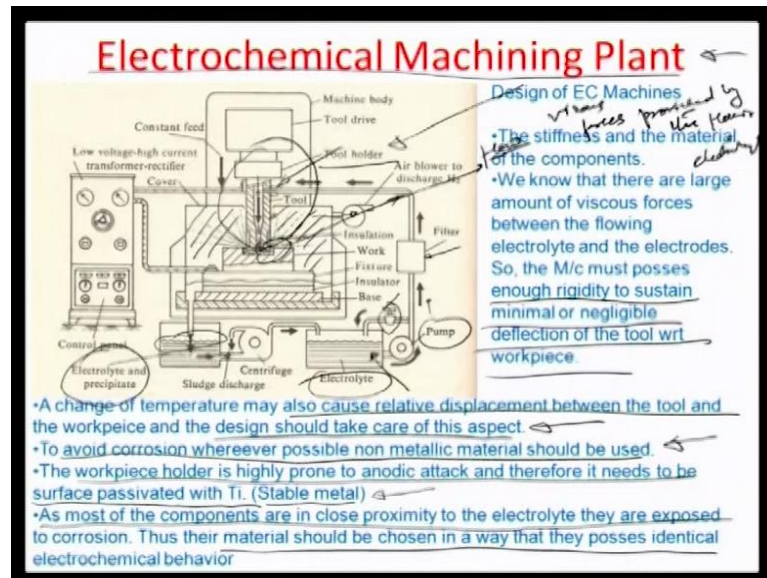 Electrochemical Machining Plant
Machine body
Tool drive
Constant feed
Low voltage-high current
transformer-rectifier
Tool holder
Cover
Air blower to
discharge H₂
Tool
Insulation
Filter
Work
Fixture
Insulator
Base
Pump
Control panel
Electrolyte and
precipitate
Centrifuge
Sludge discharge
Electrolyte
Design of EC Machines
viscous
forces provided by
the
•The stiffness and the material
of the components.
•We know that there are large
amount of viscous forces
between the flowing
electrolyte and the electrodes.
So, the M/c must posses
enough rigidity to sustain
minimal or negligible
deflection of the tool wrt
workpiece.
•A change of temperature may also cause relative displacement between the tool and
the workpeice and the design should take care of this aspect.
•To avoid corrosion whereever possible non metallic material should be used.
•The workpiece holder is highly prone to anodic attack and therefore it needs to be
surface passivated with Ti. (Stable metal)
•As most of the components are in close proximity to the electrolyte they are exposed
to corrosion. Thus their material should be chosen in a way that they posses identical
electrochemical behavior